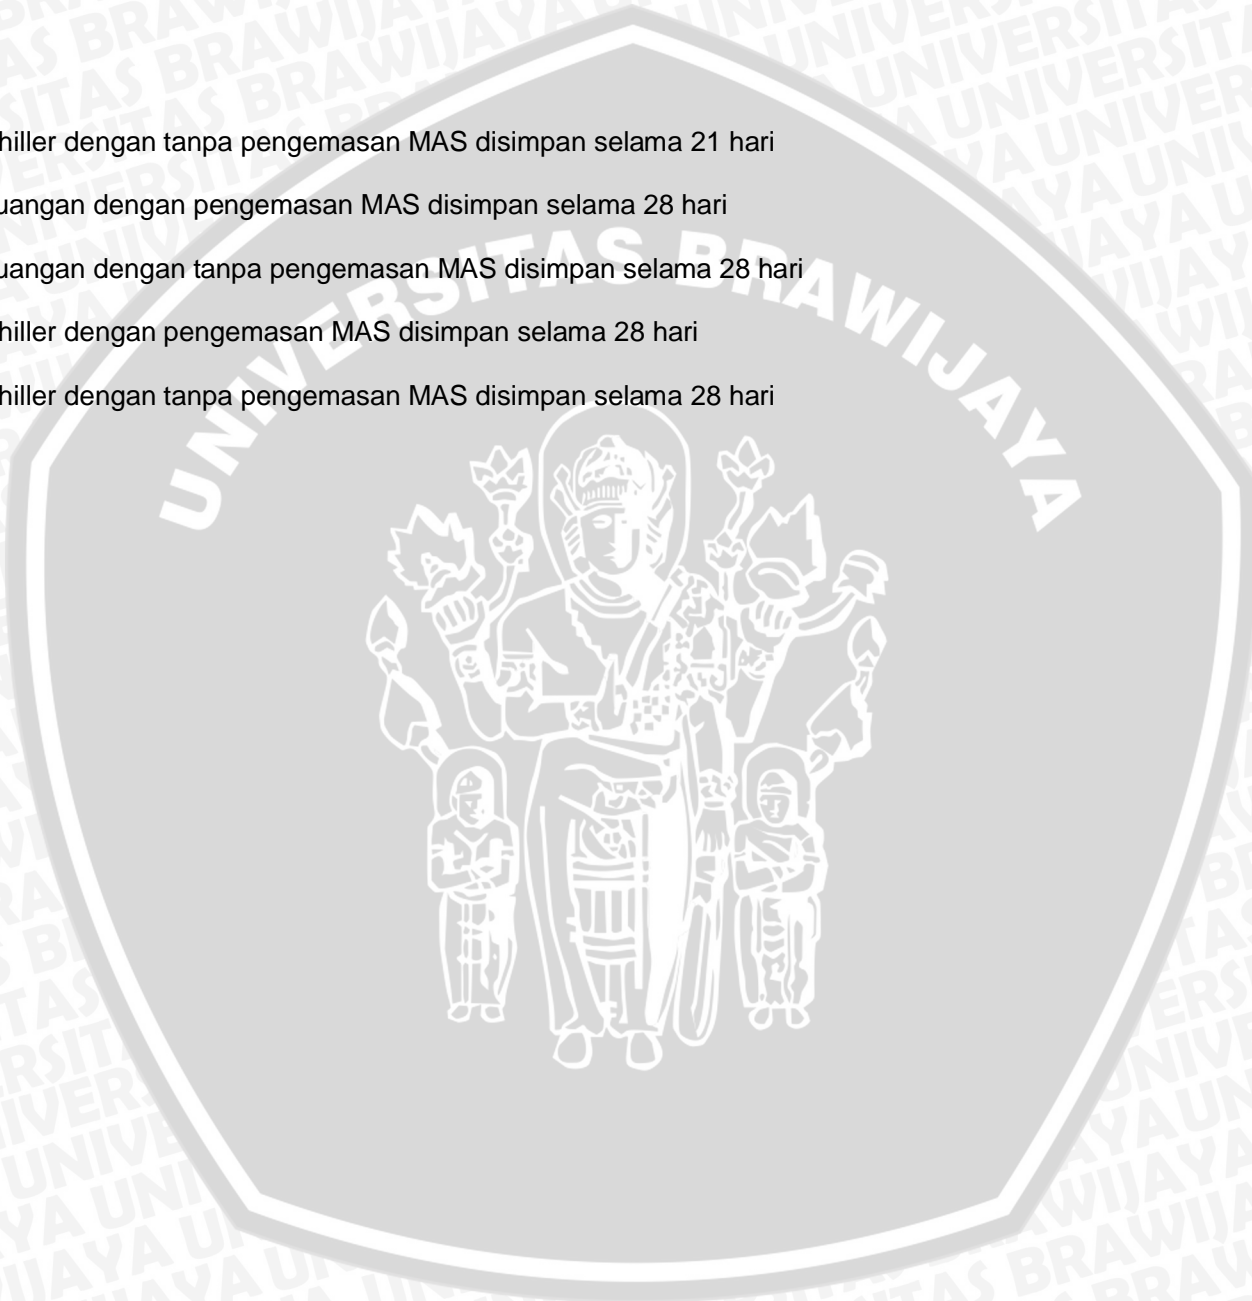 hiller dengan tanpa pengemasan MAS disimpan selama 21 hari
uangan dengan pengemasan MAS disimpan selama 28 hari
uangan dengan tanpa pengemasan MAS disimpan selama 28 hari
hiller dengan pengemasan MAS disimpan selama 28 hari
hiller dengan tanpa pengemasan MAS disimpan selama 28 hari
UNIVERSITAS BRAWIJAYA